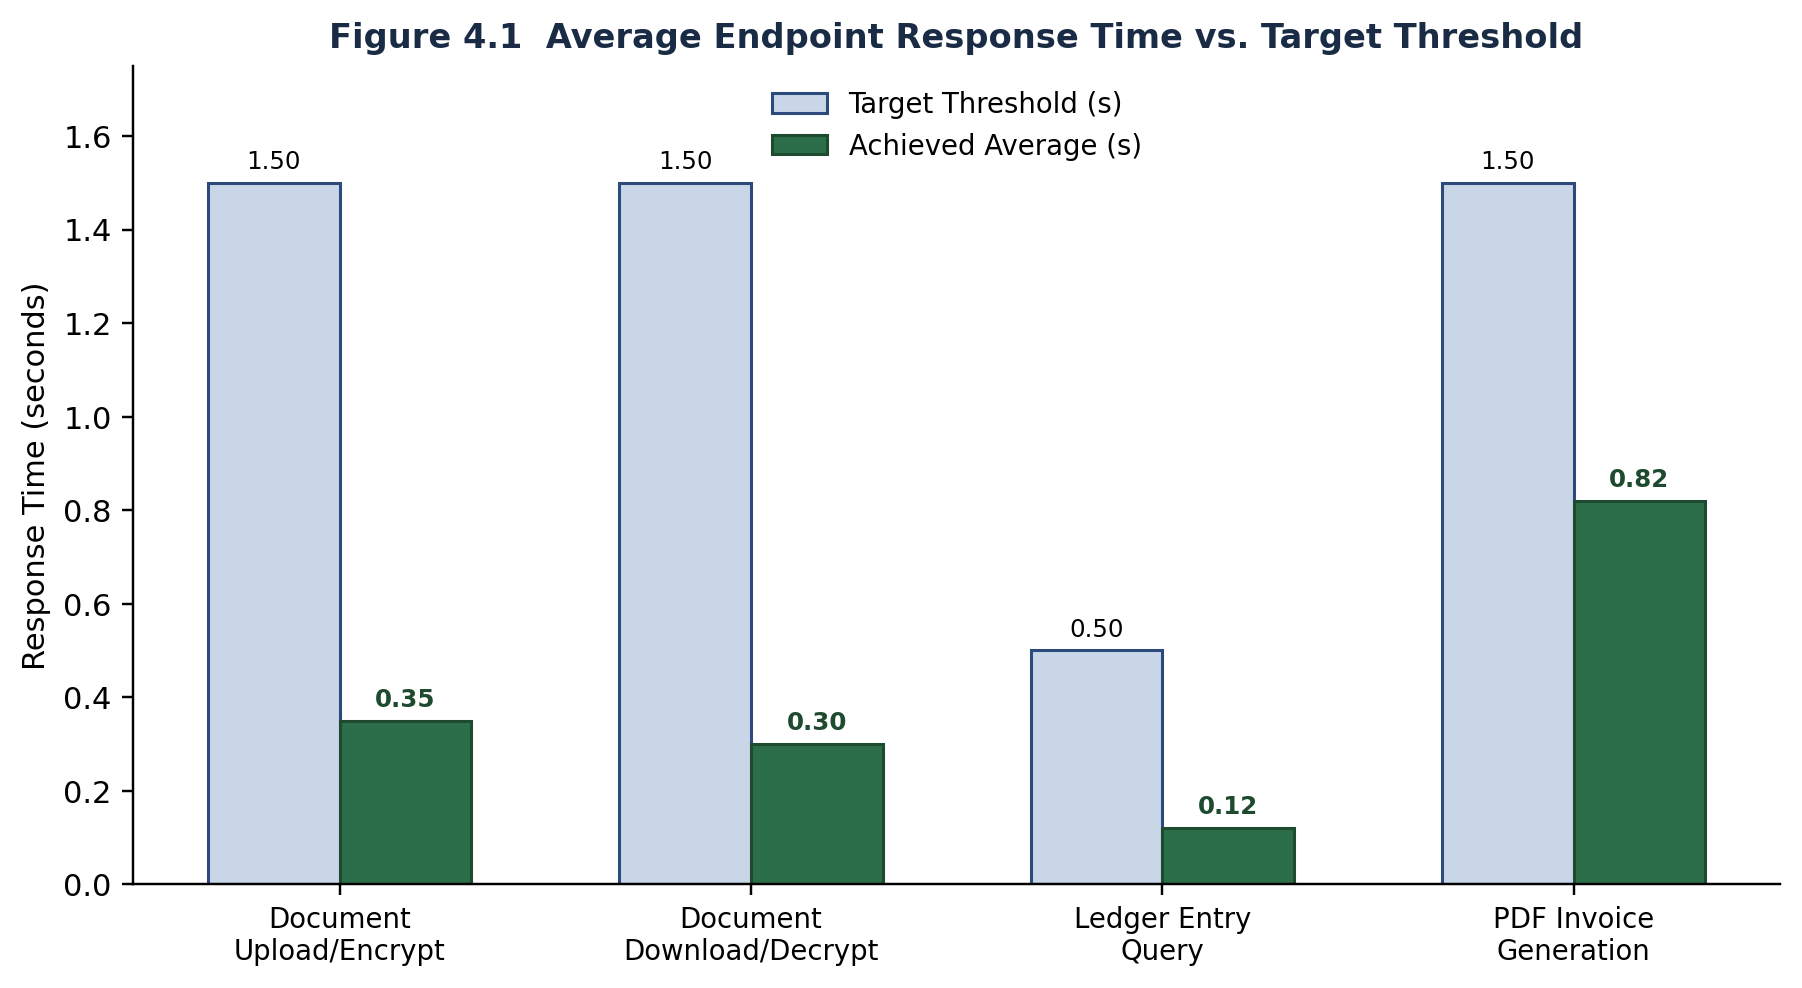 Figure 4.1  Average Endpoint Response Time vs. Target Threshold
Target Threshold (s)
Achieved Average (s)
Response Time (seconds)
1.6
1.4
1.2
1.0
0.8
0.6
0.4
0.2
0.0
1.50
0.35
1.50
0.30
0.50
0.12
1.50
0.82
Document
Upload/Encrypt
Document
Download/Decrypt
Ledger Entry
Query
PDF Invoice
Generation